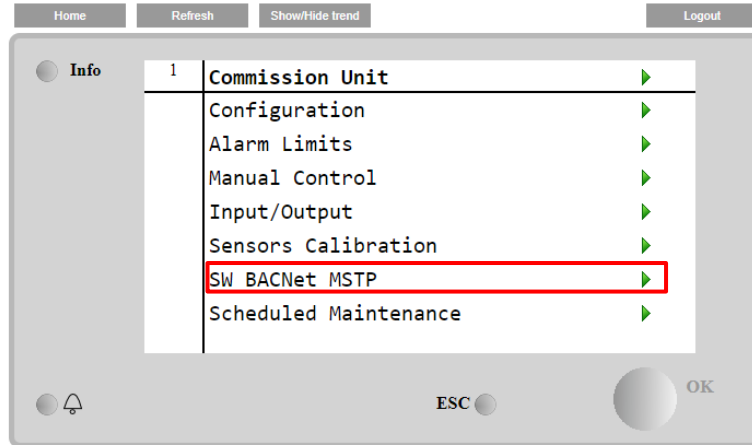 Home Refresh Show/Hide trend Logout
Info
1 Commission Unit
Configuration
Alarm Limits
Manual Control
Input/Output
Sensors Calibration
SW BACNet MSTP
Scheduled Maintenance
OK
ESC